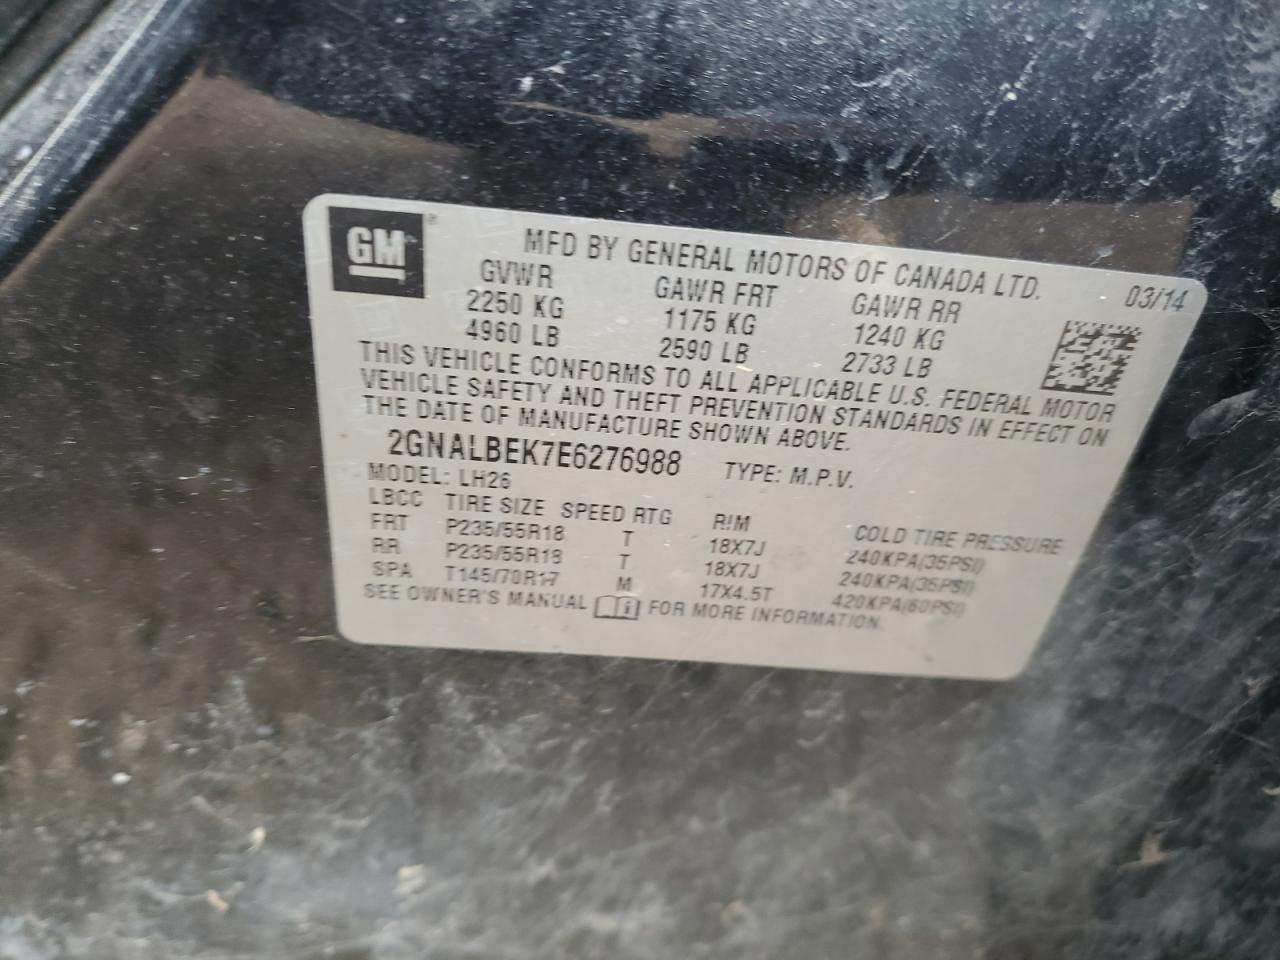 GM
MFD BY GENERAL MOTORS OF CANADA LTD.
03/14
GVWR GAWR FRT GAWR RR
2250 KG 1175 KG 1240 KG
4960 LB 2590 LB 2733 LB
THIS VEHICLE CONFORMS TO ALL APPLICABLE U.S. FEDERAL MOTOR
VEHICLE SAFETY AND THEFT PREVENTION STANDARDS IN EFFECT ON
THE DATE OF MANUFACTURE SHOWN ABOVE.
2GNALBEK7E6276988 TYPE: M.P.V.
MODEL: LH26
LBCC TIRE SIZE SPEED RTG RIM COLD TIRE PRESSURE
FRT P235/55R18 T 18X7J 240KPA(35PSI)
RR P235/55R18 T 18X7J 240KPA(35PSI)
SPA T145/70R17 M 17X4.5T 420KPA(60PSI)
SEE OWNER'S MANUAL FOR MORE INFORMATION.